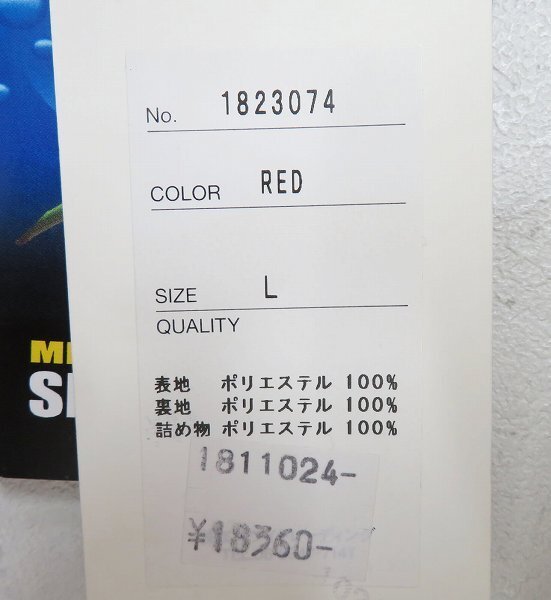 No. 1823074
COLOR RED
SIZE L
QUALITY
表地 ポリエステル 100%
裏地 ポリエステル 100%
詰め物 ポリエステル 100%
1811024-
¥18360-